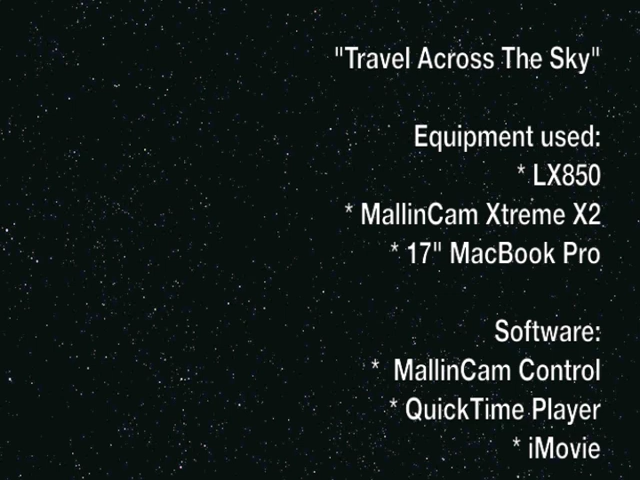 "Travel Across The Sky"
Equipment used:
* LX850
* MallinCam Xtreme X2
* 17" MacBook Pro
Software:
* MallinCam Control
* QuickTime Player
* iMovie